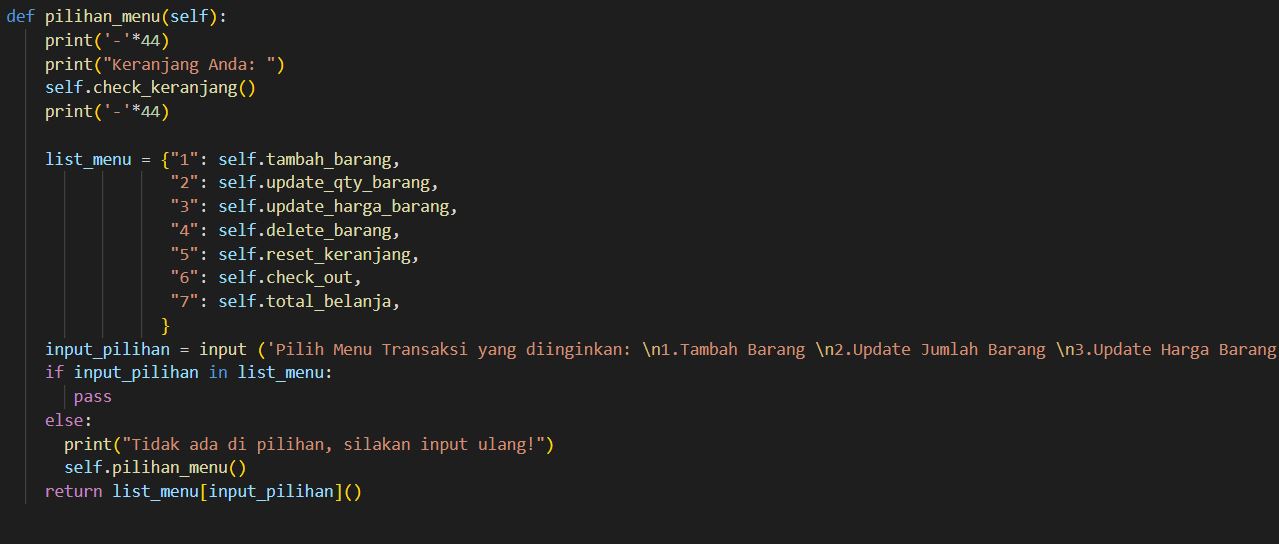 def pilihan_menu(self):
    print('-'*44)
    print("Keranjang Anda: ")
    self.check_keranjang()
    print('-'*44)

    list_menu = {"1": self.tambah_barang,
                 "2": self.update_qty_barang,
                 "3": self.update_harga_barang,
                 "4": self.delete_barang,
                 "5": self.reset_keranjang,
                 "6": self.check_out,
                 "7": self.total_belanja,
                }
    input_pilihan = input ('Pilih Menu Transaksi yang diinginkan: \n1.Tambah Barang \n2.Update Jumlah Barang \n3.Update Harga Barang
    if input_pilihan in list_menu:
       pass
    else:
      print("Tidak ada di pilihan, silakan input ulang!")
      self.pilihan_menu()
    return list_menu[input_pilihan]()